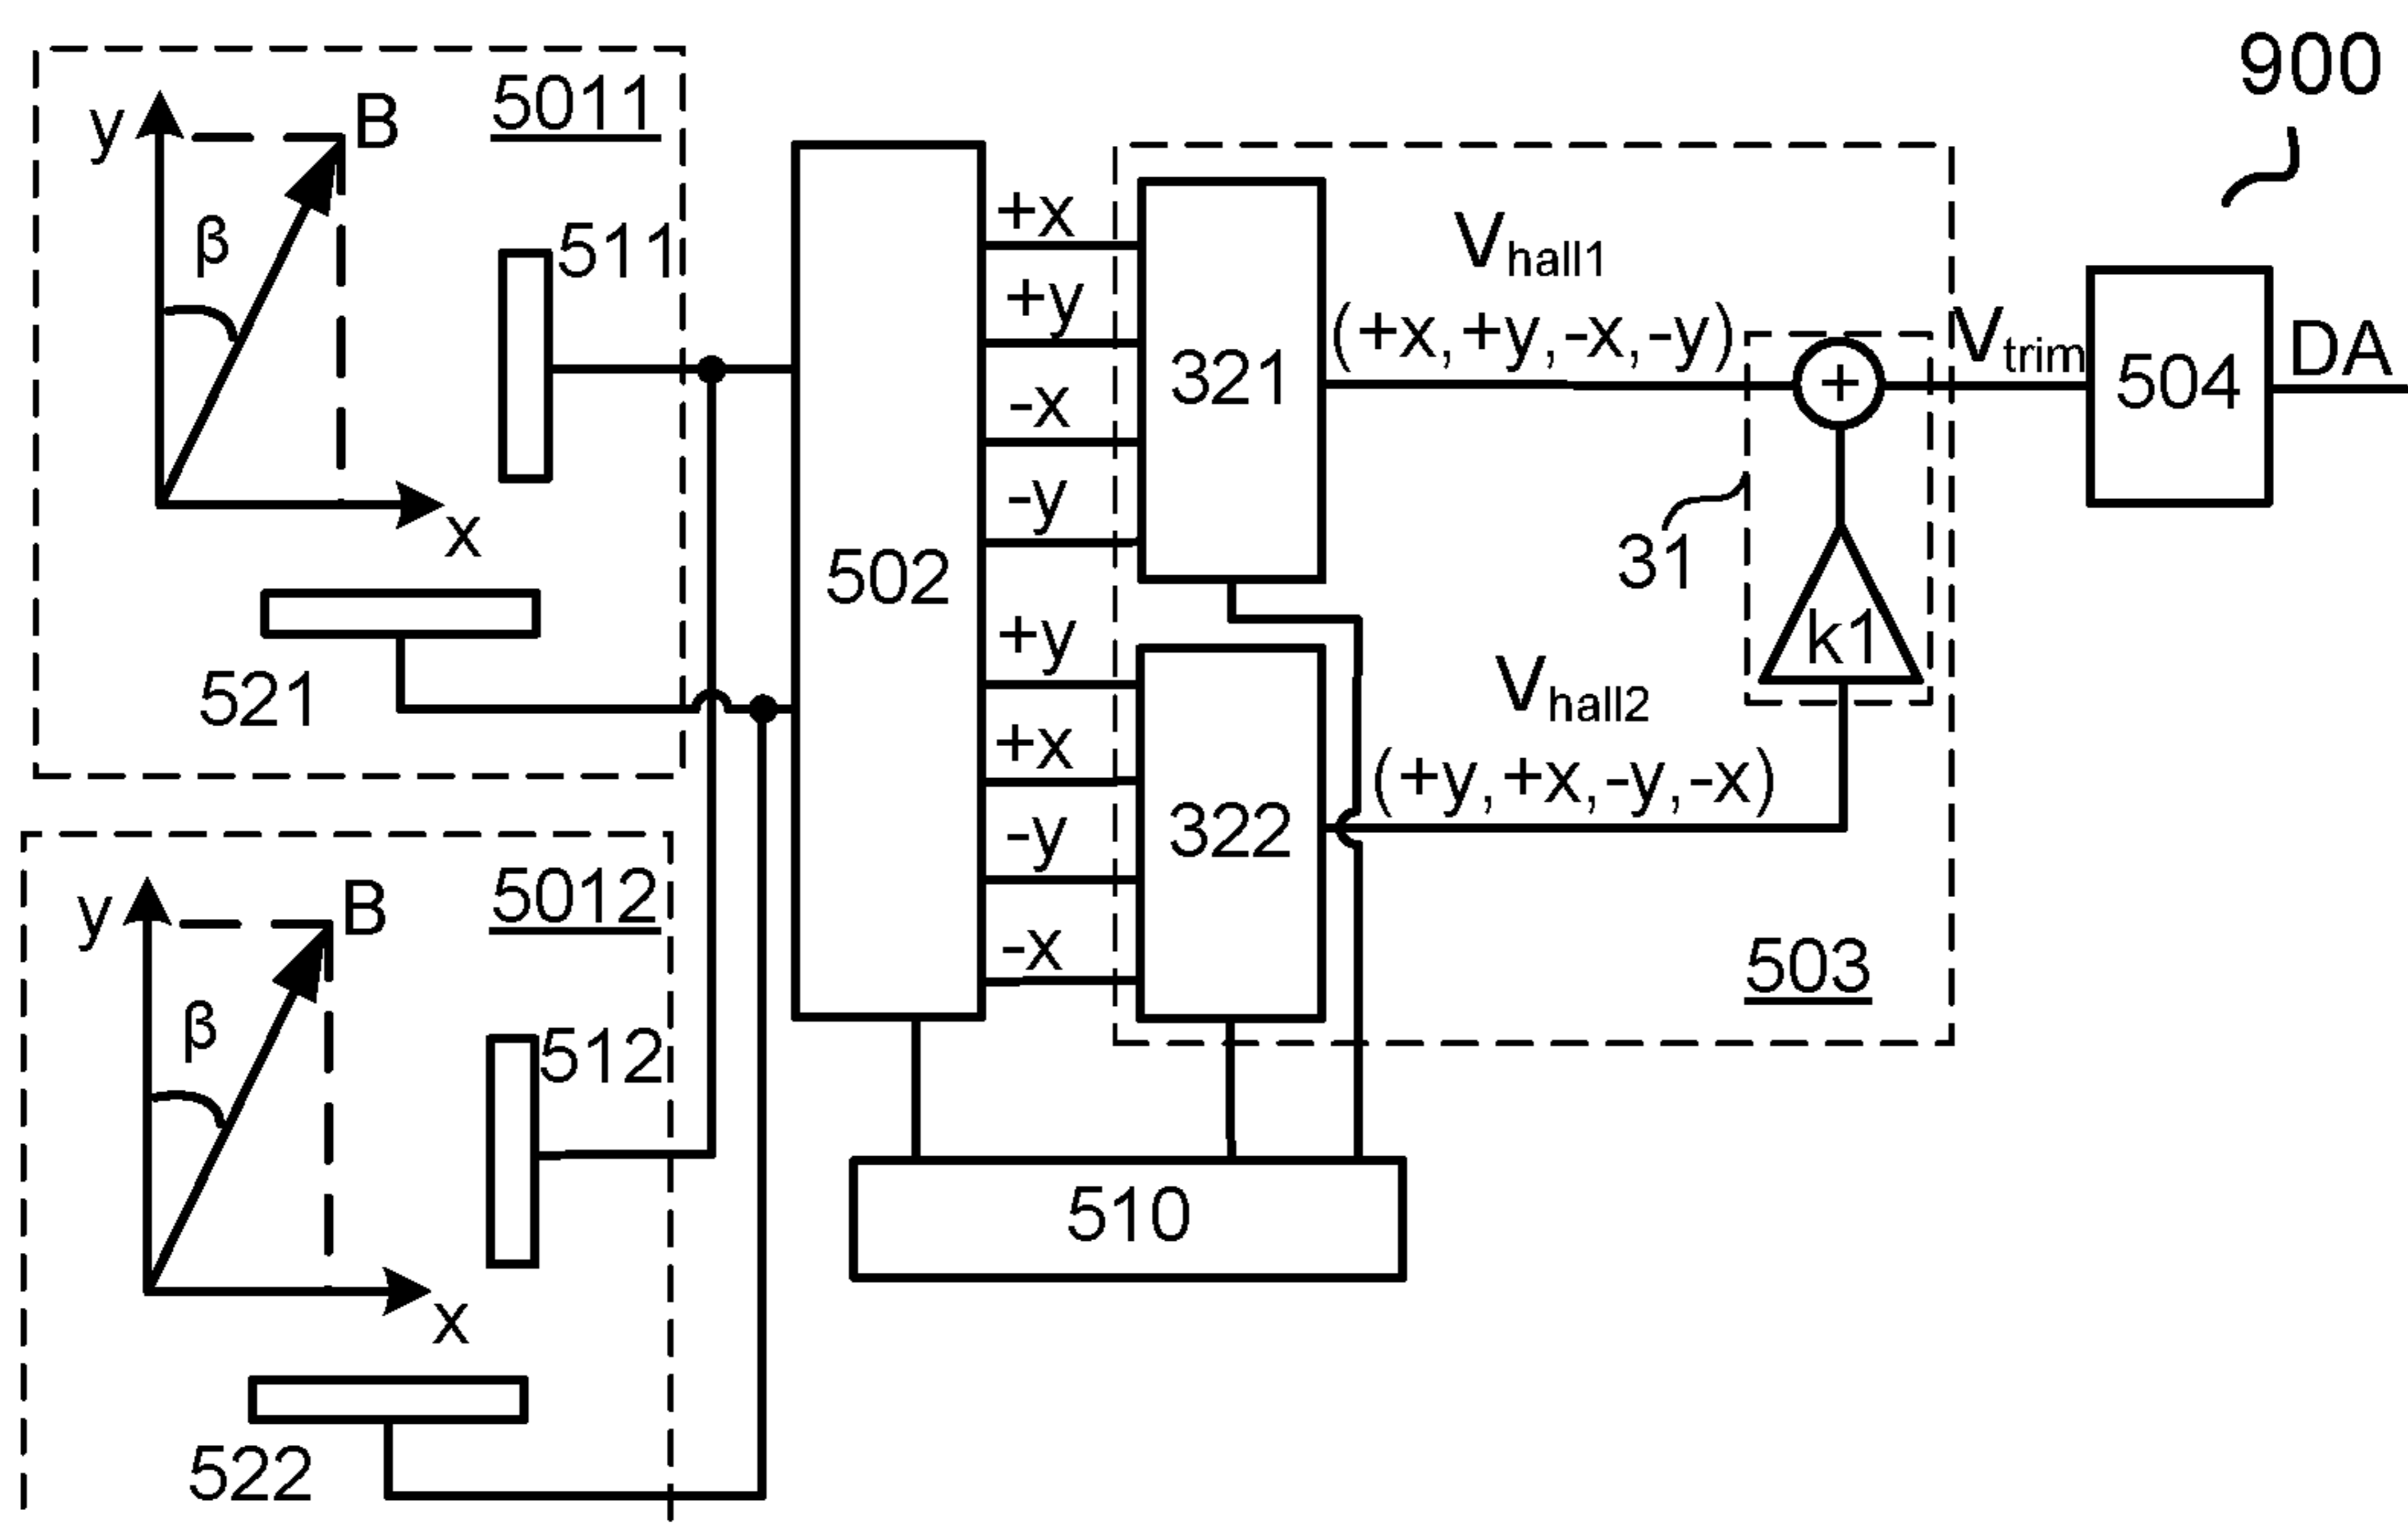 900
5011
y
B
β
511
x
521
5012
y
B
β
512
x
522
502
+x
+y
-x
-y
+y
+x
-y
-x
321
322
Vhall1
(+x,+y,-x,-y)
Vhall2
(+y,+x,-y,-x)
+
31
k1
503
Vtrim
504
DA
510